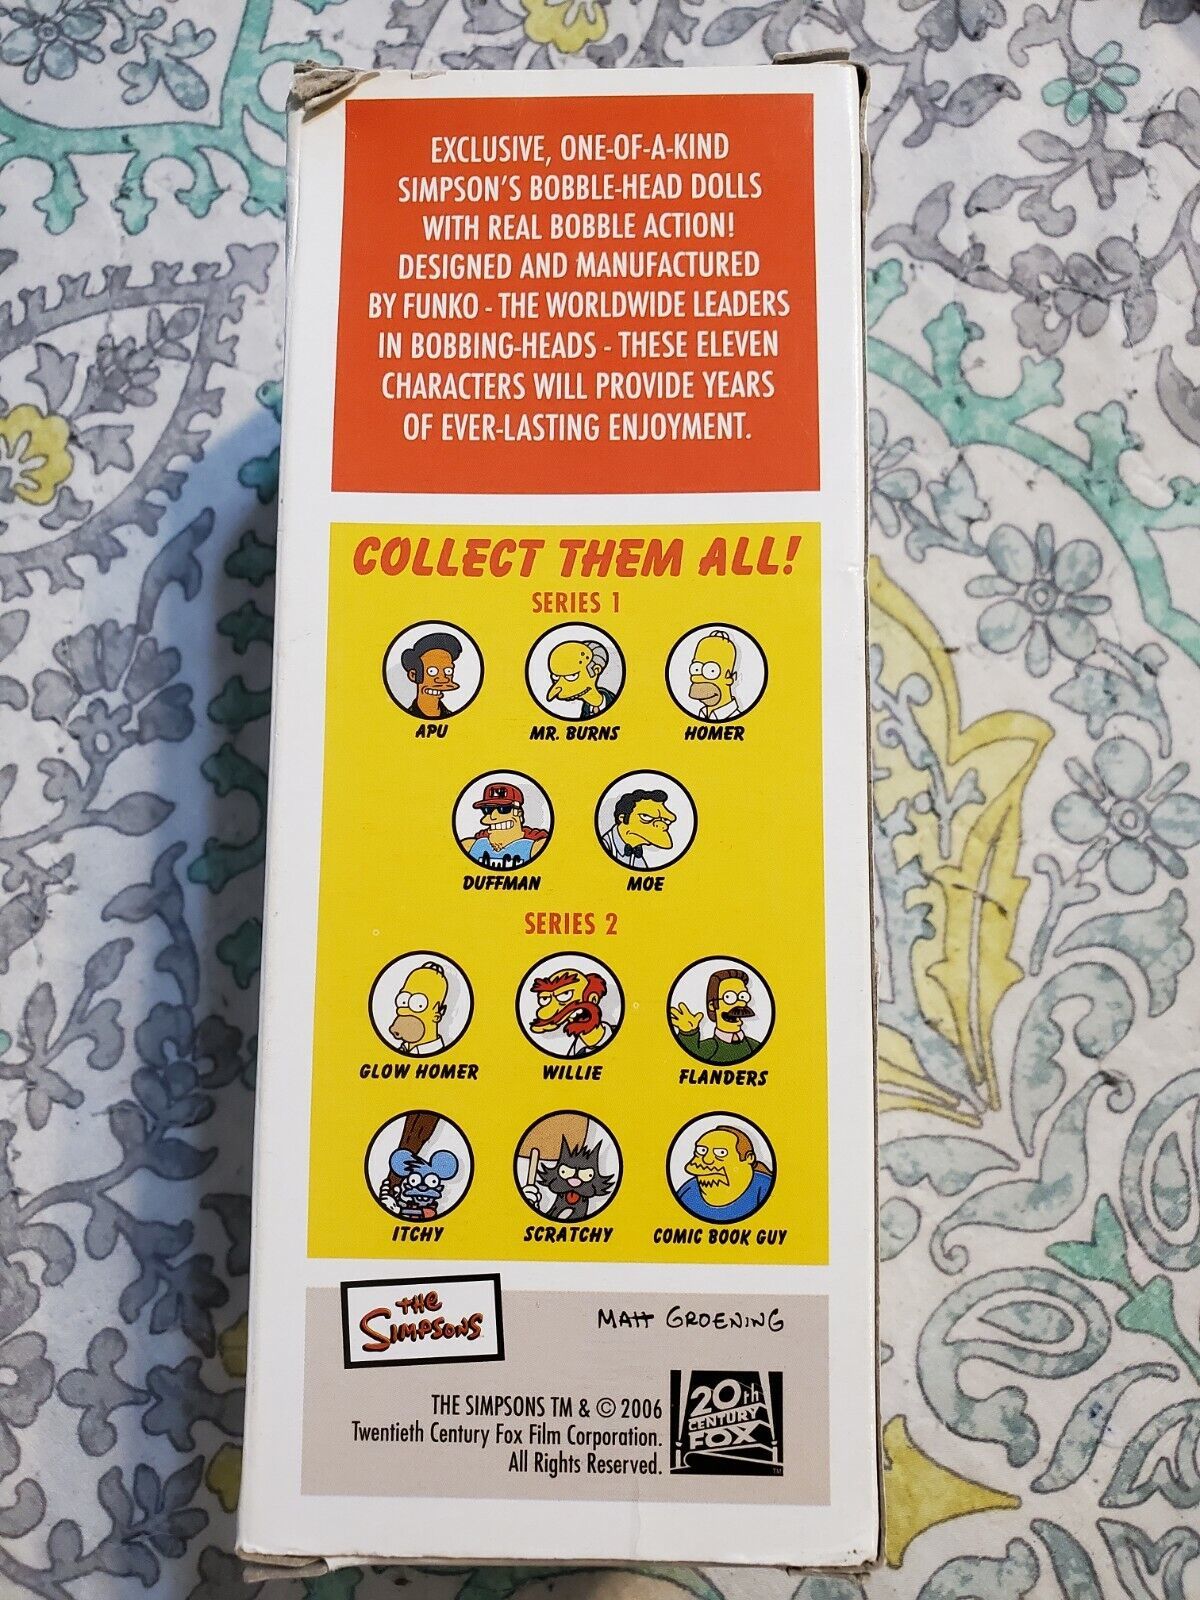 EXCLUSIVE, ONE-OF-A-KIND
SIMPSON'S BOBBLE-HEAD DOLLS
WITH REAL BOBBLE ACTION!
DESIGNED AND MANUFACTURED
BY FUNKO - THE WORLDWIDE LEADERS
IN BOBBING-HEADS - THESE ELEVEN
CHARACTERS WILL PROVIDE YEARS
OF EVER-LASTING ENJOYMENT.
COLLECT THEM ALL!
SERIES 1
APU MR. BURNS HOMER
DUFFMAN MOE
SERIES 2
GLOW HOMER WILLIE FLANDERS
ITCHY SCRATCHY COMIC BOOK GUY
THE
SIMPSONS
MATT GROENING
THE SIMPSONS TM & © 2006
Twentieth Century Fox Film Corporation.
All Rights Reserved.
20th
CENTURY
FOX
TM